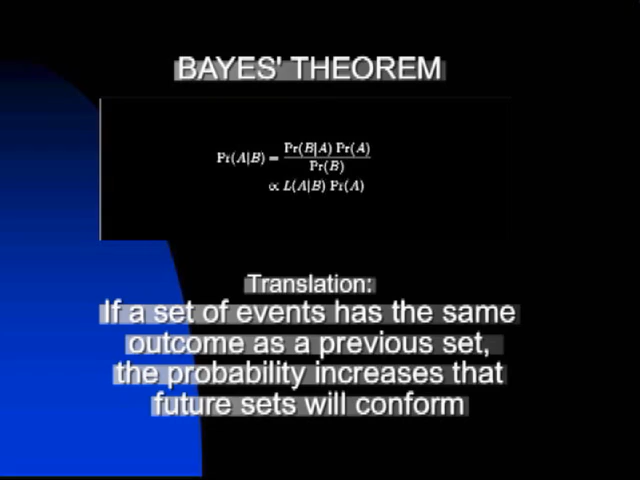 BAYES' THEOREM
Pr(A|B) = Pr(B|A) Pr(A) / Pr(B)
∝ L(A|B) Pr(A)
Translation:
If a set of events has the same
outcome as a previous set,
the probability increases that
future sets will conform